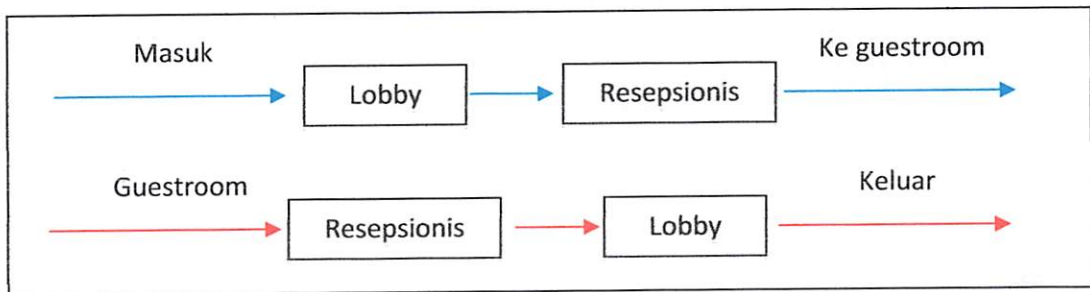 Masuk
Ke guestroom
Lobby
Resepsionis
Guestroom
Keluar
Resepsionis
Lobby